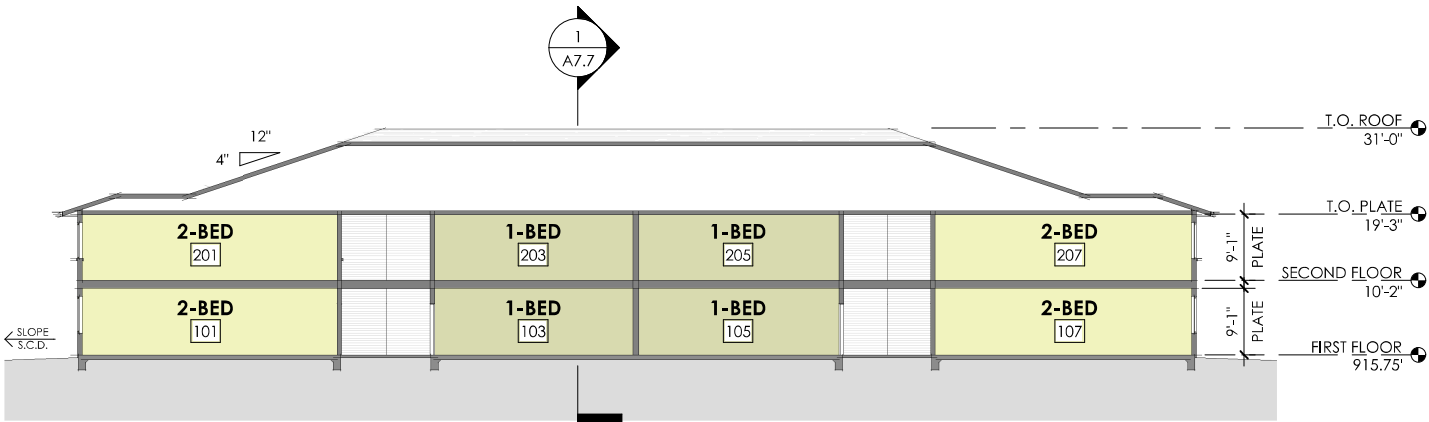 1
A7.7
12"
4"
T.O. ROOF
31'-0"
T.O. PLATE
19'-3"
2-BED
201
1-BED
203
1-BED
205
2-BED
207
9'-1"
PLATE
SECOND FLOOR
10'-2"
2-BED
101
1-BED
103
1-BED
105
2-BED
107
9'-1"
PLATE
SLOPE
S.C.D.
FIRST FLOOR
915.75'